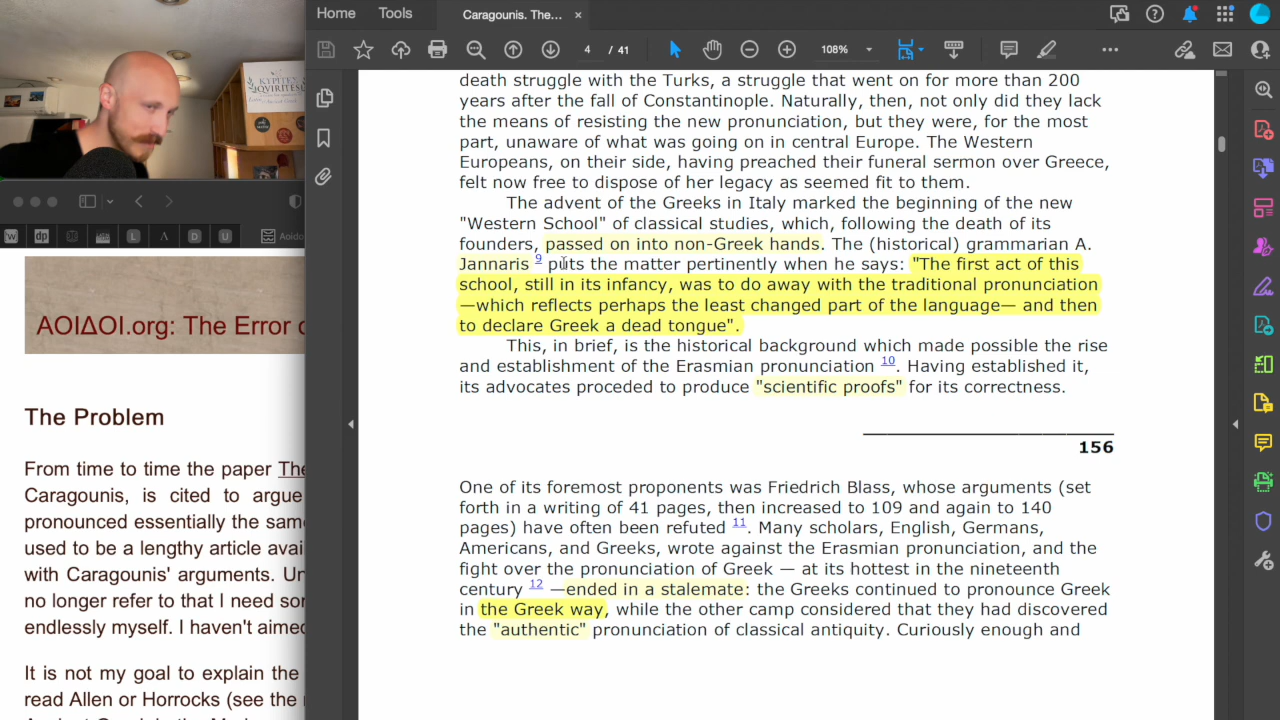 Home Tools Caragounis. The... ×
4 / 41 108%
ΚΥΡΙΤΕΣ
IOVIRITES
death struggle with the Turks, a struggle that went on for more than 200
years after the fall of Constantinople. Naturally, then, not only did they lack
the means of resisting the new pronunciation, but they were, for the most
part, unaware of what was going on in central Europe. The Western
Europeans, on their side, having preached their funeral sermon over Greece,
felt now free to dispose of her legacy as seemed fit to them.
The advent of the Greeks in Italy marked the beginning of the new
"Western School" of classical studies, which, following the death of its
founders, passed on into non-Greek hands. The (historical) grammarian A.
Jannaris 9 puts the matter pertinently when he says: "The first act of this
school, still in its infancy, was to do away with the traditional pronunciation
—which reflects perhaps the least changed part of the language— and then
to declare Greek a dead tongue".
This, in brief, is the historical background which made possible the rise
and establishment of the Erasmian pronunciation 10. Having established it,
its advocates proceded to produce "scientific proofs" for its correctness.
156
One of its foremost proponents was Friedrich Blass, whose arguments (set
forth in a writing of 41 pages, then increased to 109 and again to 140
pages) have often been refuted 11. Many scholars, English, Germans,
Americans, and Greeks, wrote against the Erasmian pronunciation, and the
fight over the pronunciation of Greek — at its hottest in the nineteenth
century 12 —ended in a stalemate: the Greeks continued to pronounce Greek
in the Greek way, while the other camp considered that they had discovered
the "authentic" pronunciation of classical antiquity. Curiously enough and
W dp L Λ D U Aoido
ΑΟΙΔΟΙ.org: The Error o
The Problem
From time to time the paper The
Caragounis, is cited to argue
pronounced essentially the same
used to be a lengthy article avai
with Caragounis' arguments. Un
no longer refer to that I need son
endlessly myself. I haven't aimed
It is not my goal to explain the
read Allen or Horrocks (see the